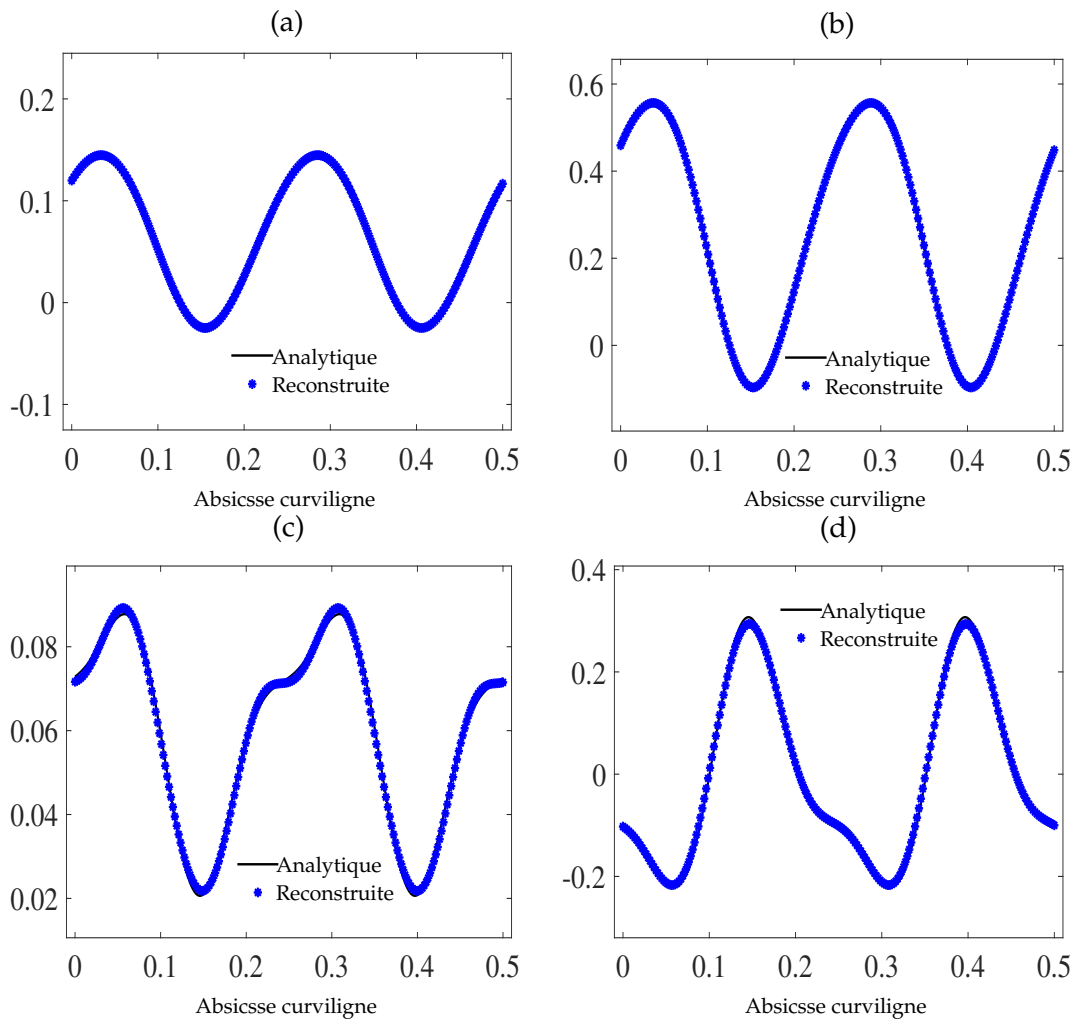 (a)
0.2
0.1
0
-0.1
Analytique
Reconstruite
0 0.1 0.2 0.3 0.4 0.5
Absicsse curviligne
(b)
0.6
0.4
0.2
0
Analytique
Reconstruite
0 0.1 0.2 0.3 0.4 0.5
Absicsse curviligne
(c)
0.08
0.06
0.04
0.02
Analytique
Reconstruite
0 0.1 0.2 0.3 0.4 0.5
Absicsse curviligne
(d)
0.4
Analytique
Reconstruite
0.2
0
-0.2
0 0.1 0.2 0.3 0.4 0.5
Absicsse curviligne